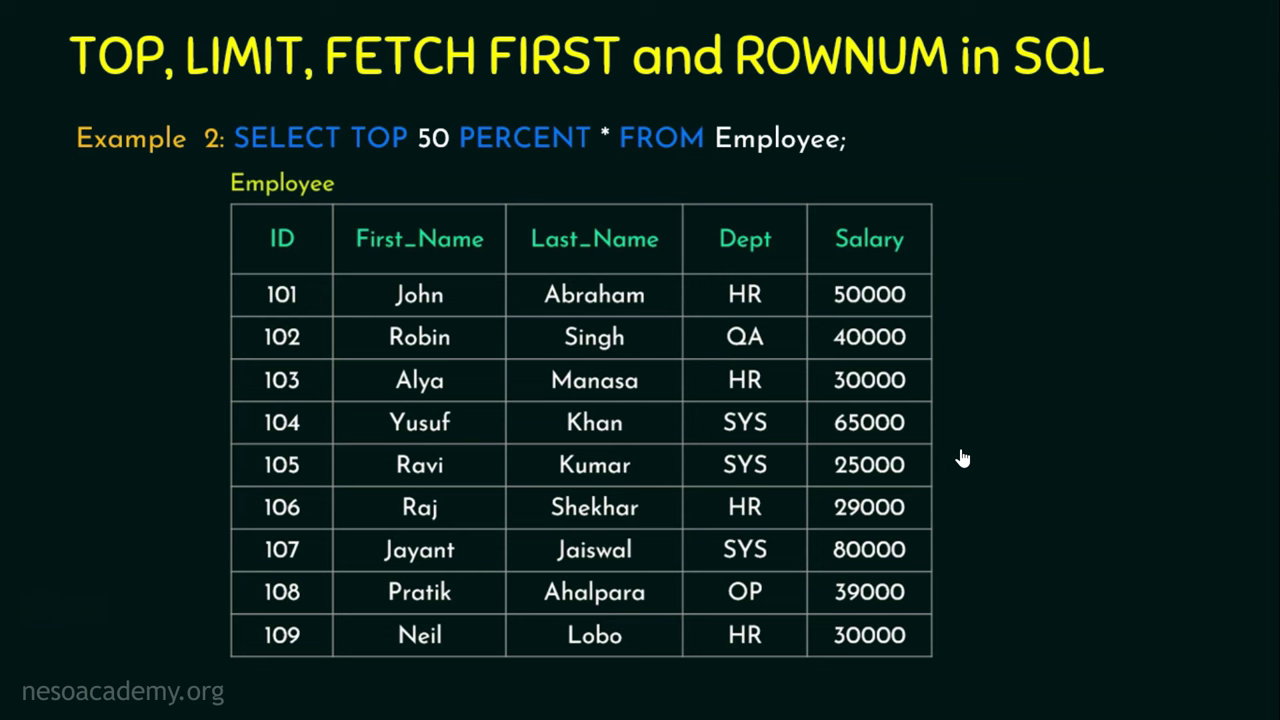 TOP, LIMIT, FETCH FIRST and ROWNUM in SQL
Example 2: SELECT TOP 50 PERCENT * FROM Employee;
Employee
ID First_Name Last_Name Dept Salary
101 John Abraham HR 50000
102 Robin Singh QA 40000
103 Alya Manasa HR 30000
104 Yusuf Khan SYS 65000
105 Ravi Kumar SYS 25000
106 Raj Shekhar HR 29000
107 Jayant Jaiswal SYS 80000
108 Pratik Ahalpara OP 39000
109 Neil Lobo HR 30000
nesoacademy.org